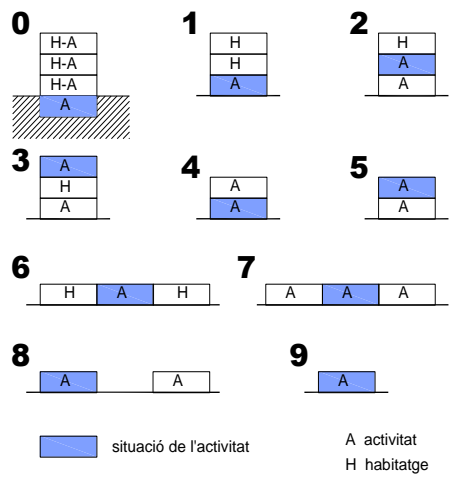 0 1 2
H-A H H
H-A H A
H-A A A
A
3 4 5
A
H A A
A A A
6 7
H A H A A A
8 9
A A A
situació de l'activitat
A activitat
H habitatge